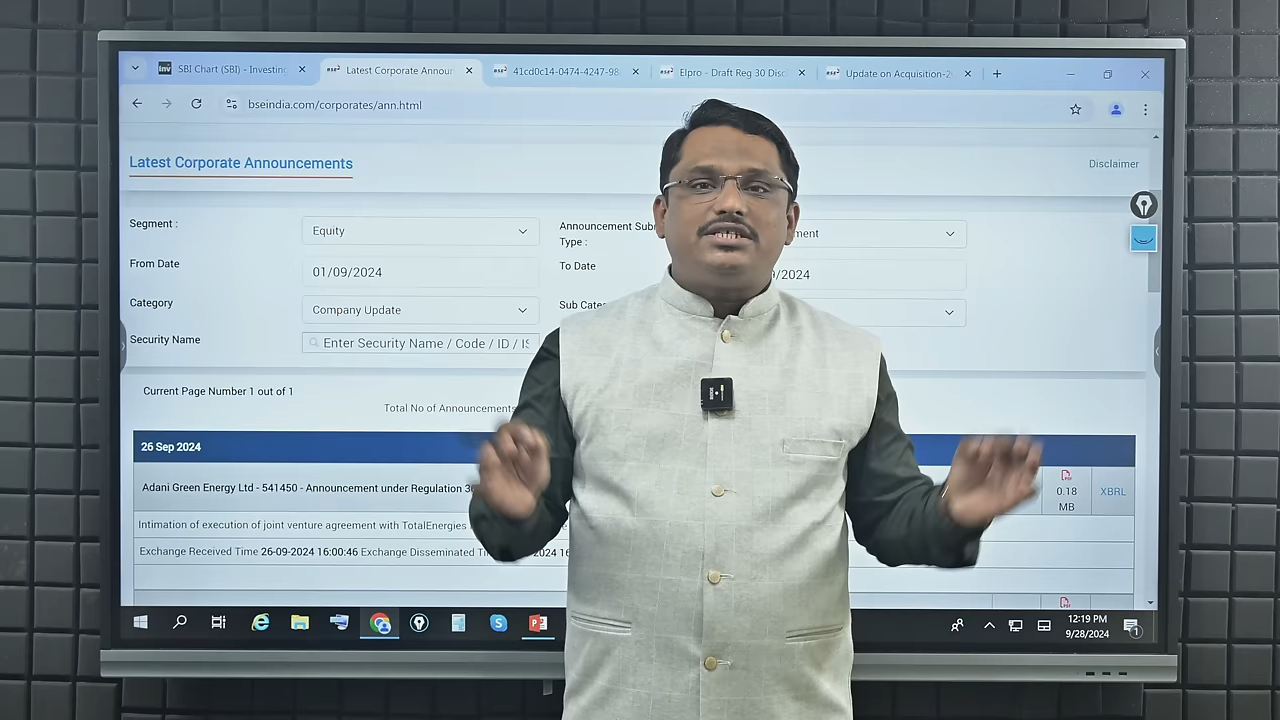 SBI Chart (SBI) - Investing
Latest Corporate Announ
41cd0c14-0474-4247-98
Elpro - Draft Reg 30 Disc
Update on Acquisition-2
bseindia.com/corporates/ann.html
Latest Corporate Announcements
Disclaimer
Segment :
Equity
Announcement Subm
Type :
ment
From Date
01/09/2024
To Date
9/2024
Category
Company Update
Sub Categ
Security Name
Enter Security Name / Code / ID / IS
Current Page Number 1 out of 1
Total No of Announcements
26 Sep 2024
Adani Green Energy Ltd - 541450 - Announcement under Regulation 30
0.18
MB
XBRL
Intimation of execution of joint venture agreement with TotalEnergies
Exchange Received Time 26-09-2024 16:00:46 Exchange Disseminated Ti
2024 16
12:19 PM
9/28/2024